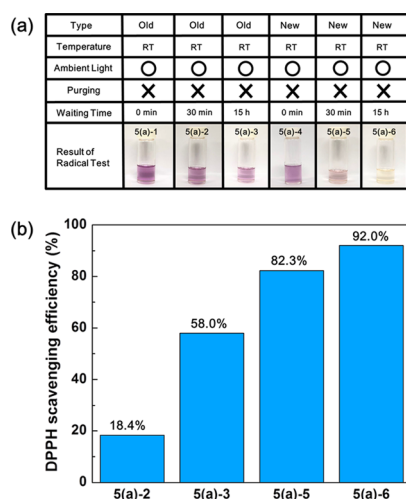 (a)
Type Old Old Old New New New
Temperature RT RT RT RT RT RT
Ambient Light
Purging
Waiting Time 0 min 30 min 15 h 0 min 30 min 15 h
Result of
Radical Test
5(a)-1 5(a)-2 5(a)-3 5(a)-4 5(a)-5 5(a)-6
(b)
DPPH scavenging efficiency (%)
100
80
60
40
20
0
18.4%
58.0%
82.3%
92.0%
5(a)-2 5(a)-3 5(a)-5 5(a)-6